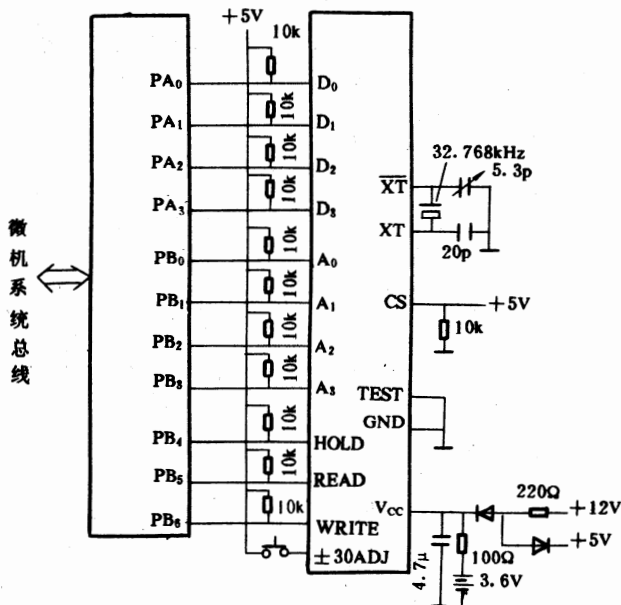 +5V
10k
PA0
D0
10k
PA1
D1
10k
PA2
D2
10k
PA3
D3
10k
PB0
A0
10k
PB1
A1
10k
PB2
A2
10k
PB3
A3
10k
PB4
HOLD
10k
PB5
READ
10k
PB6
WRITE
±30ADJ
微机系统总线
32.768kHz
5.3p
X̅T̅
XT
20p
CS
+5V
10k
TEST
GND
VCC
220Ω
+12V
+5V
4.7μ
100Ω
3.6V